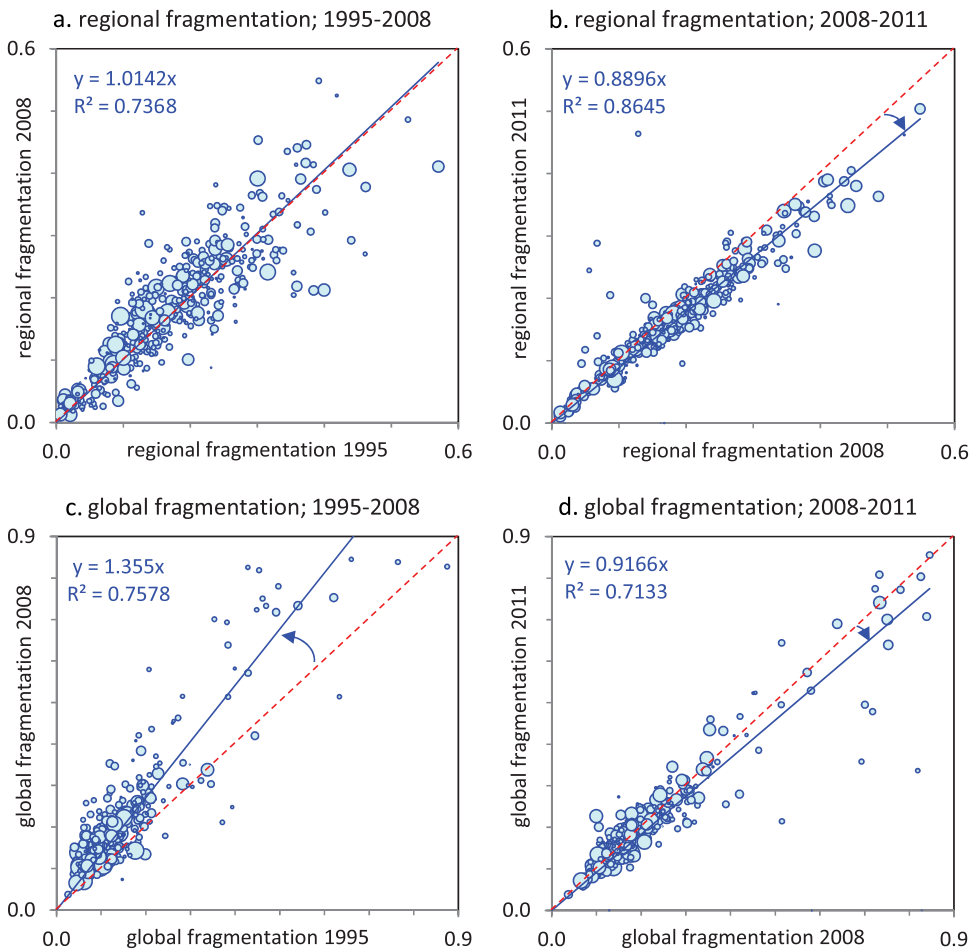 a. regional fragmentation; 1995-2008
0.6
y = 1.0142x
R² = 0.7368
regional fragmentation 2008
0.0
0.0
regional fragmentation 1995
0.6
b. regional fragmentation; 2008-2011
0.6
y = 0.8896x
R² = 0.8645
regional fragmentation 2011
0.0
0.0
regional fragmentation 2008
0.6
c. global fragmentation; 1995-2008
0.9
y = 1.355x
R² = 0.7578
global fragmentation 2008
0.0
0.0
global fragmentation 1995
0.9
d. global fragmentation; 2008-2011
0.9
y = 0.9166x
R² = 0.7133
global fragmentation 2011
0.0
0.0
global fragmentation 2008
0.9